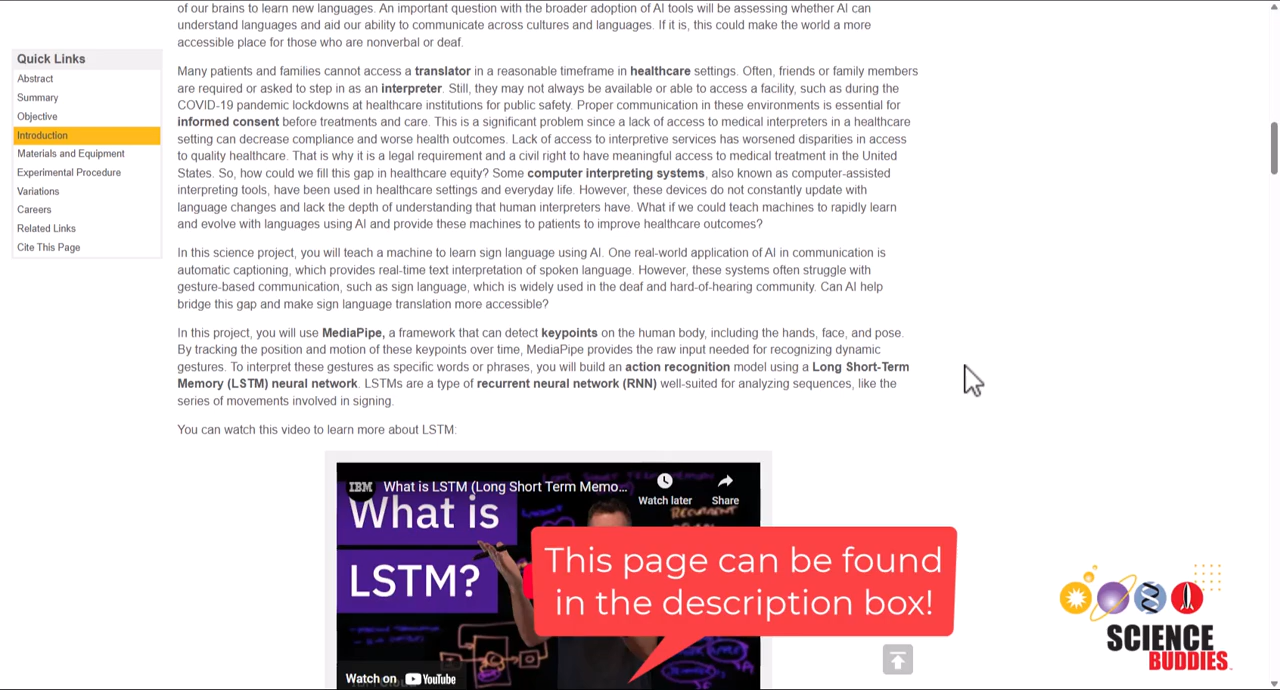 of our brains to learn new languages. An important question with the broader adoption of AI tools will be assessing whether AI can
understand languages and aid our ability to communicate across cultures and languages. If it is, this could make the world a more
accessible place for those who are nonverbal or deaf.
Quick Links
Abstract
Summary
Objective
Introduction
Materials and Equipment
Experimental Procedure
Variations
Careers
Related Links
Cite This Page
Many patients and families cannot access a translator in a reasonable timeframe in healthcare settings. Often, friends or family members
are required or asked to step in as an interpreter. Still, they may not always be available or able to access a facility, such as during the
COVID-19 pandemic lockdowns at healthcare institutions for public safety. Proper communication in these environments is essential for
informed consent before treatments and care. This is a significant problem since a lack of access to medical interpreters in a healthcare
setting can decrease compliance and worse health outcomes. Lack of access to interpretive services has worsened disparities in access
to quality healthcare. That is why it is a legal requirement and a civil right to have meaningful access to medical treatment in the United
States. So, how could we fill this gap in healthcare equity? Some computer interpreting systems, also known as computer-assisted
interpreting tools, have been used in healthcare settings and everyday life. However, these devices do not constantly update with
language changes and lack the depth of understanding that human interpreters have. What if we could teach machines to rapidly learn
and evolve with languages using AI and provide these machines to patients to improve healthcare outcomes?
In this science project, you will teach a machine to learn sign language using AI. One real-world application of AI in communication is
automatic captioning, which provides real-time text interpretation of spoken language. However, these systems often struggle with
gesture-based communication, such as sign language, which is widely used in the deaf and hard-of-hearing community. Can AI help
bridge this gap and make sign language translation more accessible?
In this project, you will use MediaPipe, a framework that can detect keypoints on the human body, including the hands, face, and pose.
By tracking the position and motion of these keypoints over time, MediaPipe provides the raw input needed for recognizing dynamic
gestures. To interpret these gestures as specific words or phrases, you will build an action recognition model using a Long Short-Term
Memory (LSTM) neural network. LSTMs are a type of recurrent neural network (RNN) well-suited for analyzing sequences, like the
series of movements involved in signing.
You can watch this video to learn more about LSTM:
IBM
What is LSTM (Long Short Term Memo...
Watch later
Share
What is
LSTM?
Watch on YouTube
This page can be found
in the description box!
SCIENCE
BUDDIES